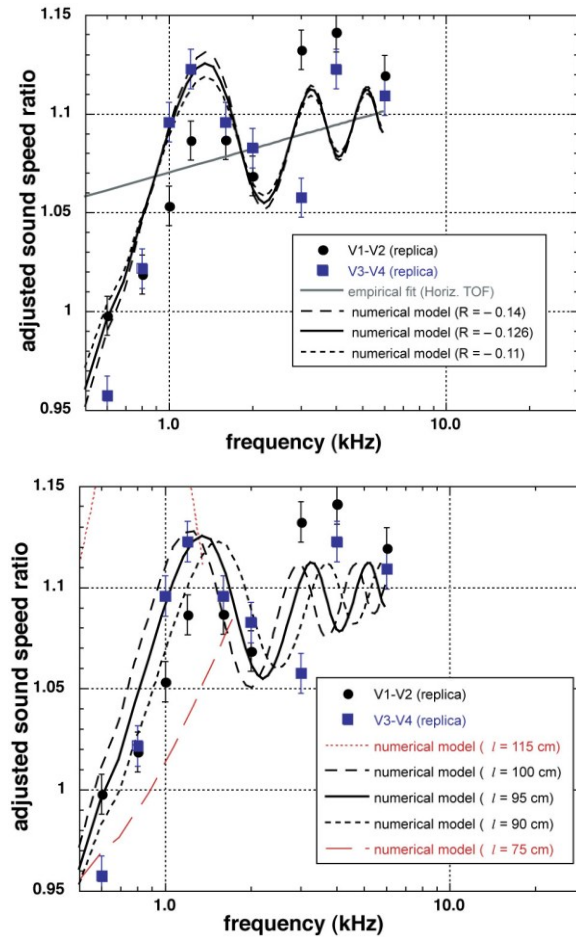 1.15
1.1
1.05
1
0.95
adjusted sound speed ratio
V1-V2 (replica)
V3-V4 (replica)
empirical fit (Horiz. TOF)
numerical model (R = – 0.14)
numerical model (R = – 0.126)
numerical model (R = – 0.11)
1.0
10.0
frequency (kHz)
1.15
1.1
1.05
1
0.95
adjusted sound speed ratio
V1-V2 (replica)
V3-V4 (replica)
numerical model ( l = 115 cm)
numerical model ( l = 100 cm)
numerical model ( l = 95 cm)
numerical model ( l = 90 cm)
numerical model ( l = 75 cm)
1.0
10.0
frequency (kHz)